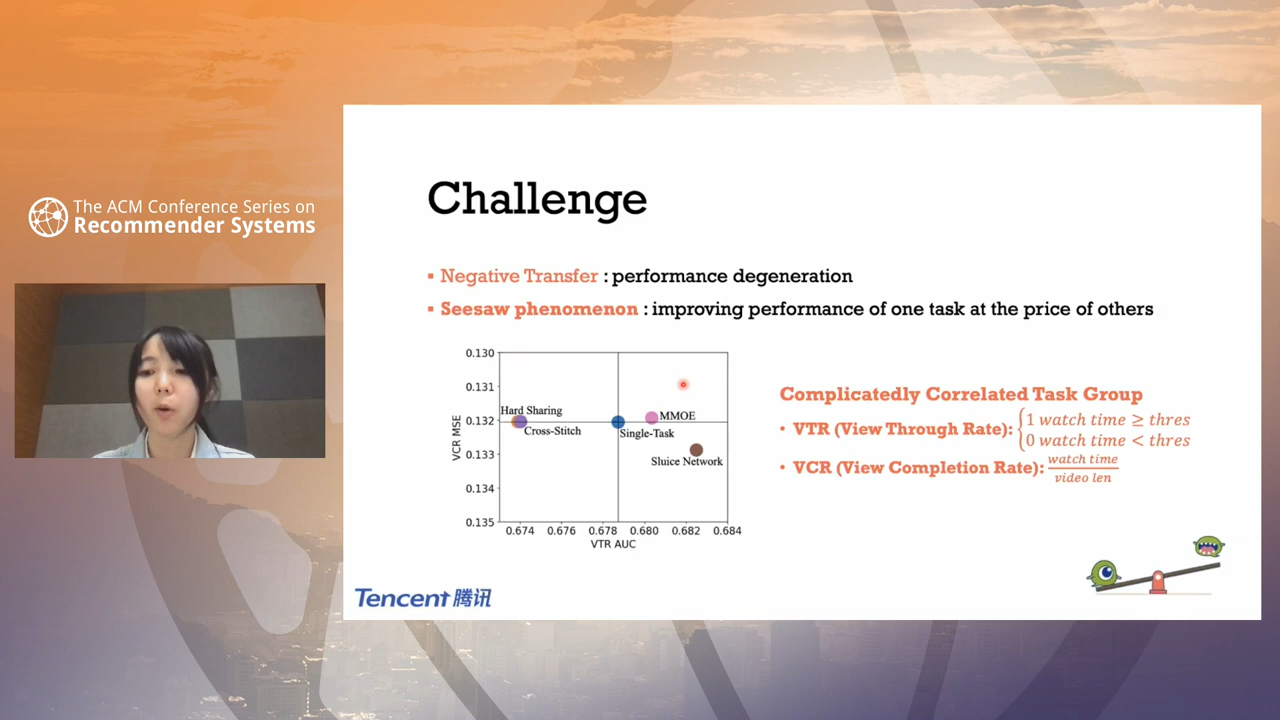 The ACM Conference Series on
Recommender Systems
Challenge
▪ Negative Transfer : performance degeneration
▪ Seesaw phenomenon : improving performance of one task at the price of others
0.130
0.131
0.132
0.133
0.134
0.135
VCR MSE
Hard Sharing
Cross-Stitch
MMOE
Single-Task
Sluice Network
0.674 0.676 0.678 0.680 0.682 0.684
VTR AUC
Complicatedly Correlated Task Group
• VTR (View Through Rate): {1 watch time ≥ thres
0 watch time < thres
• VCR (View Completion Rate): watch time
video len
Tencent 腾讯